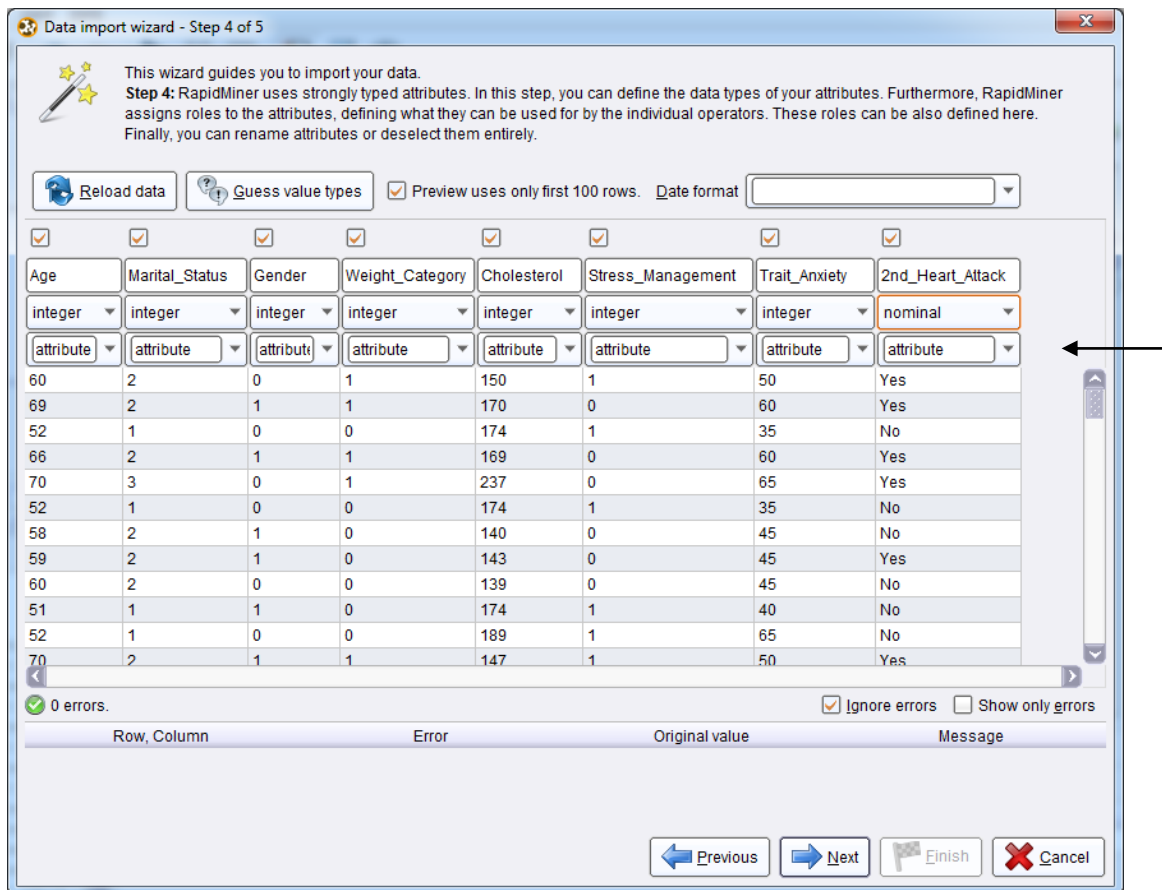 Data import wizard - Step 4 of 5
This wizard guides you to import your data.
Step 4: RapidMiner uses strongly typed attributes. In this step, you can define the data types of your attributes. Furthermore, RapidMiner
assigns roles to the attributes, defining what they can be used for by the individual operators. These roles can be also defined here.
Finally, you can rename attributes or deselect them entirely.
Reload data Guess value types Preview uses only first 100 rows. Date format
Age Marital_Status Gender Weight_Category Cholesterol Stress_Management Trait_Anxiety 2nd_Heart_Attack
integer integer integer integer integer integer integer nominal
attribute attribute attribute attribute attribute attribute attribute attribute
60 2 0 1 150 1 50 Yes
69 2 1 1 170 0 60 Yes
52 1 0 0 174 1 35 No
66 2 1 1 169 0 60 Yes
70 3 0 1 237 0 65 Yes
52 1 0 0 174 1 35 No
58 2 1 0 140 0 45 No
59 2 1 0 143 0 45 Yes
60 2 0 0 139 0 45 No
51 1 1 0 174 1 40 No
52 1 0 0 189 1 65 No
70 2 1 1 147 1 50 Yes
0 errors. Ignore errors Show only errors
Row, Column Error Original value Message
Previous Next Finish Cancel